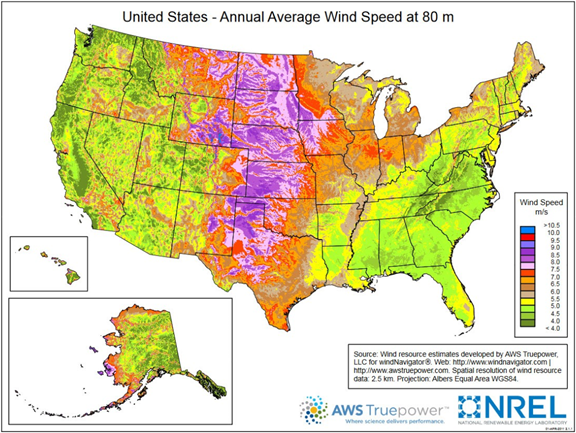 United States - Annual Average Wind Speed at 80 m
Wind Speed
m/s
>10.5
10.0
9.5
9.0
8.5
8.0
7.5
7.0
6.5
6.0
5.5
5.0
4.5
4.0
< 4.0
Source: Wind resource estimates developed by AWS Truepower,
LLC for windNavigator®. Web: http://www.windnavigator.com |
http://www.awstruepower.com. Spatial resolution of wind resource
data: 2.5 km. Projection: Albers Equal Area WGS84.
AWS Truepower™
Where science delivers performance.
NREL
NATIONAL RENEWABLE ENERGY LABORATORY